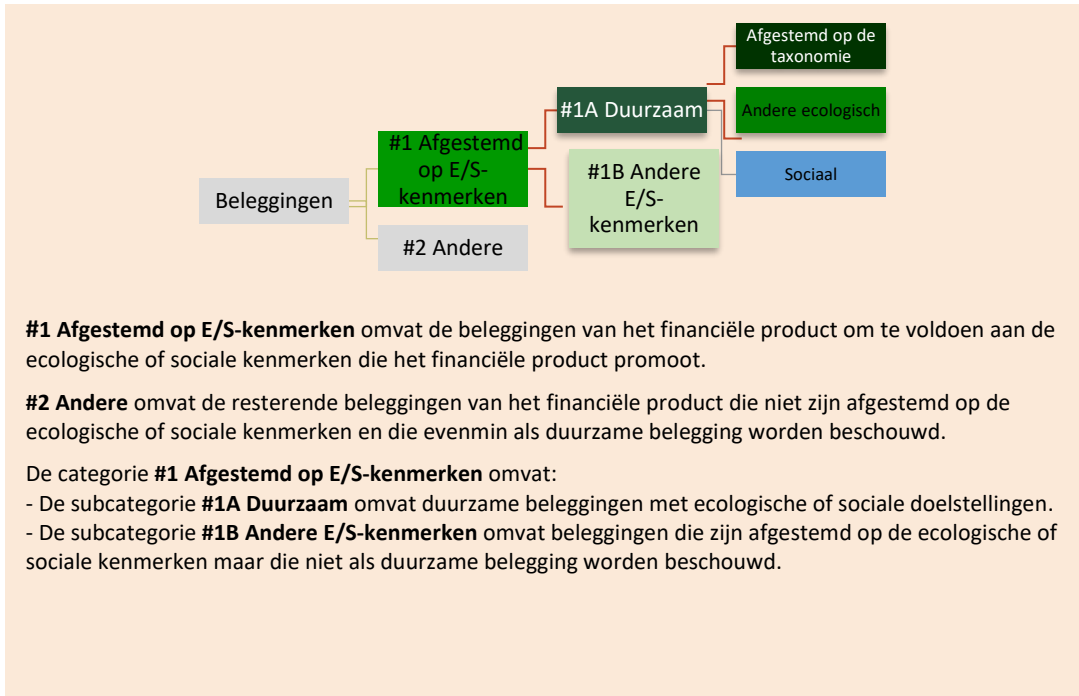 Afgestemd op de
taxonomie
#1A Duurzaam
Andere ecologisch
#1 Afgestemd
op E/S-
kenmerken
#1B Andere
E/S-
kenmerken
Sociaal
Beleggingen
#2 Andere
#1 Afgestemd op E/S-kenmerken omvat de beleggingen van het financiële product om te voldoen aan de
ecologische of sociale kenmerken die het financiële product promoot.
#2 Andere omvat de resterende beleggingen van het financiële product die niet zijn afgestemd op de
ecologische of sociale kenmerken en die evenmin als duurzame belegging worden beschouwd.
De categorie #1 Afgestemd op E/S-kenmerken omvat:
- De subcategorie #1A Duurzaam omvat duurzame beleggingen met ecologische of sociale doelstellingen.
- De subcategorie #1B Andere E/S-kenmerken omvat beleggingen die zijn afgestemd op de ecologische of
sociale kenmerken maar die niet als duurzame belegging worden beschouwd.